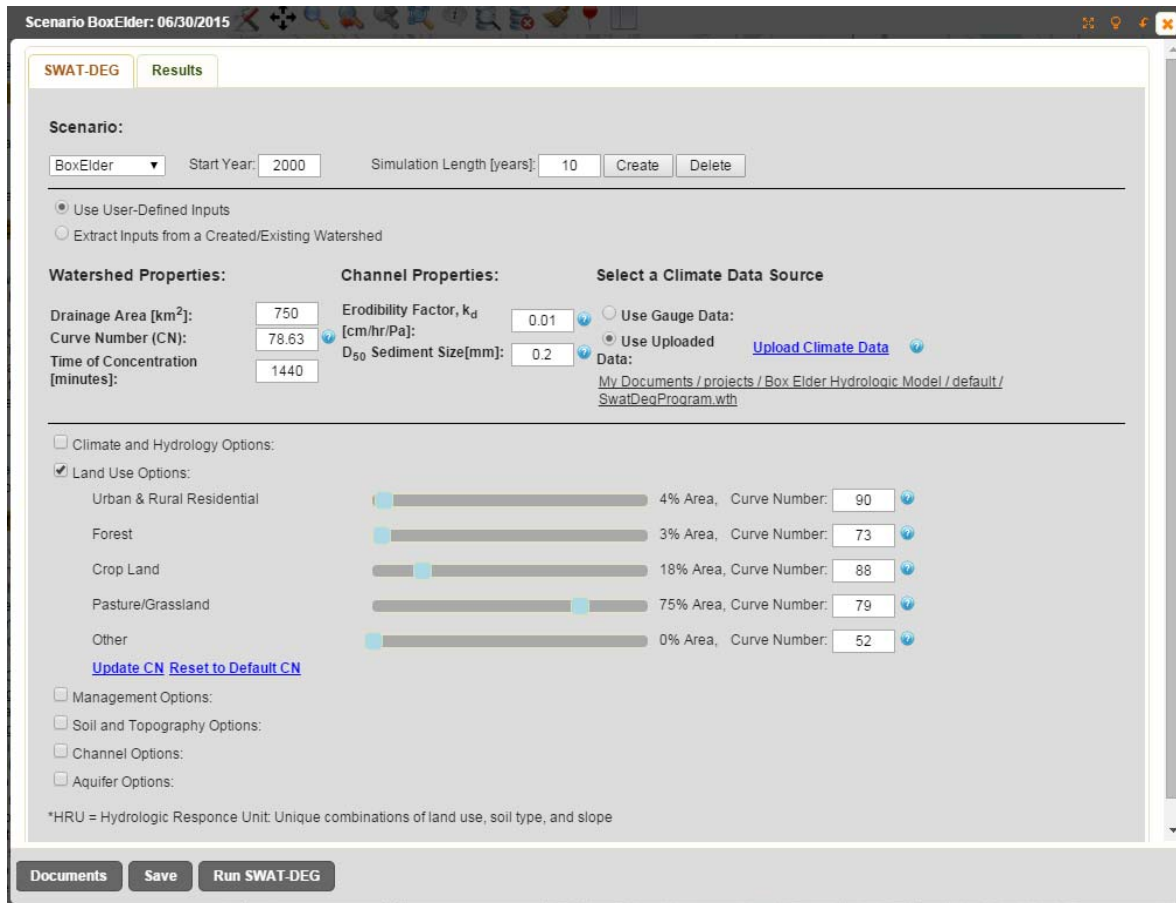 Scenario BoxElder: 06/30/2015
SWAT-DEG Results
Scenario:
BoxElder Start Year: 2000 Simulation Length [years]: 10 Create Delete
Use User-Defined Inputs
Extract Inputs from a Created/Existing Watershed
Watershed Properties: Channel Properties: Select a Climate Data Source
Drainage Area [km2]: 750
Curve Number (CN): 78.63
Time of Concentration
[minutes]: 1440
Erodibility Factor, kd
[cm/hr/Pa]: 0.01
D50 Sediment Size[mm]: 0.2
Use Gauge Data:
Use Uploaded
Data: Upload Climate Data
My Documents / projects / Box Elder Hydrologic Model / default /
SwatDegProgram.wth
Climate and Hydrology Options:
Land Use Options:
Urban & Rural Residential 4% Area, Curve Number: 90
Forest 3% Area, Curve Number: 73
Crop Land 18% Area, Curve Number: 88
Pasture/Grassland 75% Area, Curve Number: 79
Other 0% Area, Curve Number: 52
Update CN Reset to Default CN
Management Options:
Soil and Topography Options:
Channel Options:
Aquifer Options:
*HRU = Hydrologic Responce Unit: Unique combinations of land use, soil type, and slope
Documents Save Run SWAT-DEG